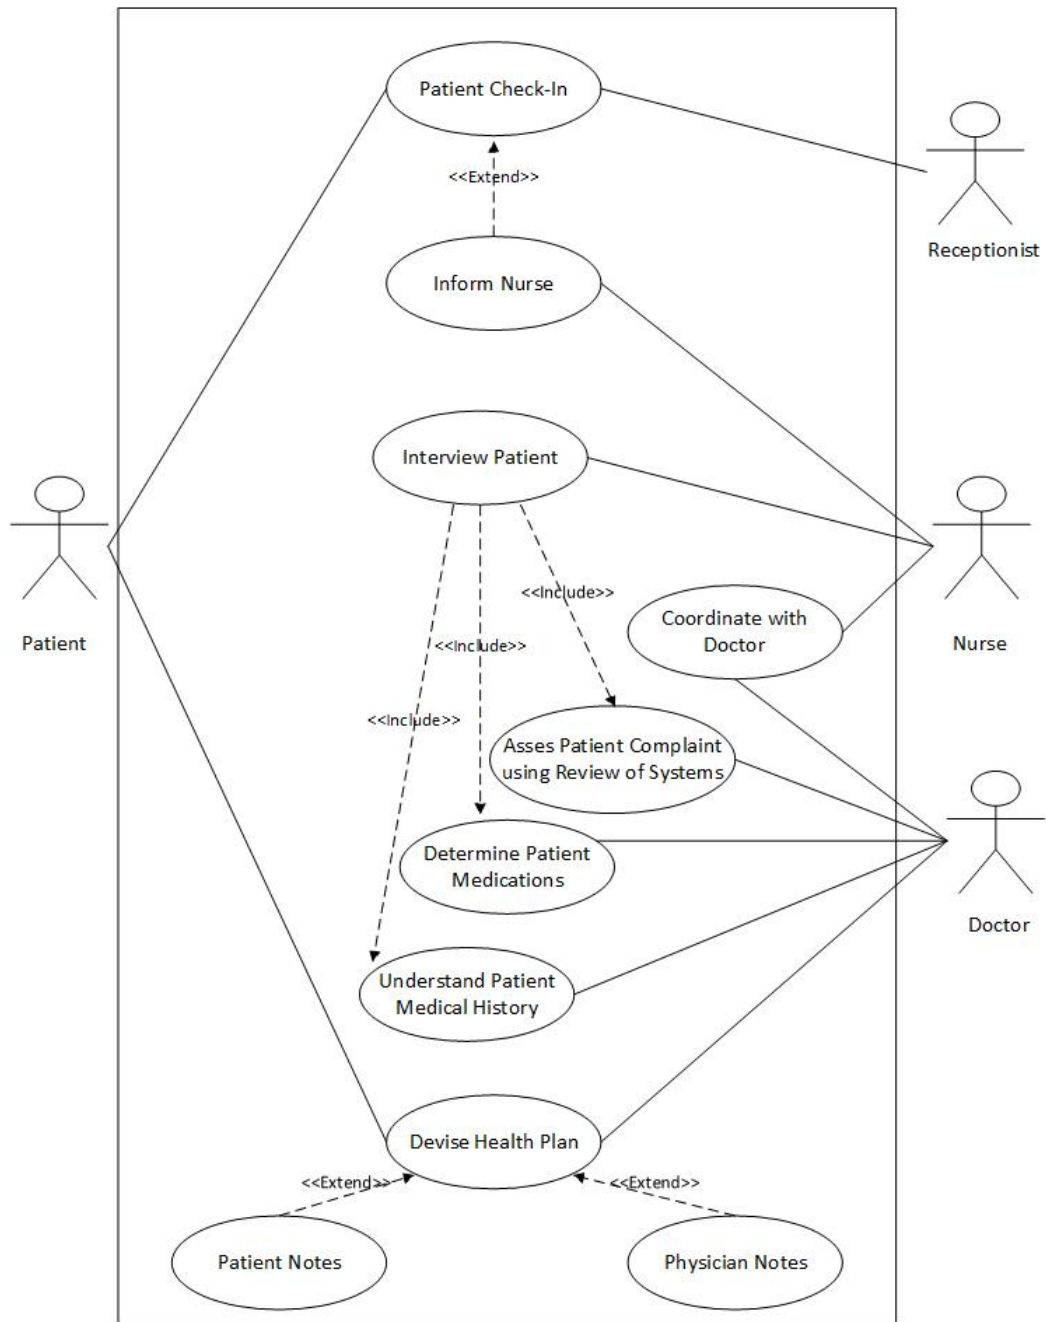 Patient Check-In
<<Extend>>
Receptionist
Inform Nurse
Interview Patient
Patient
<<Include>>
Coordinate with
Doctor
Nurse
<<Include>>
<<Include>>
Asses Patient Complaint
using Review of Systems
Determine Patient
Medications
Doctor
Understand Patient
Medical History
Devise Health Plan
<<Extend>>
<<Extend>>
Patient Notes
Physician Notes